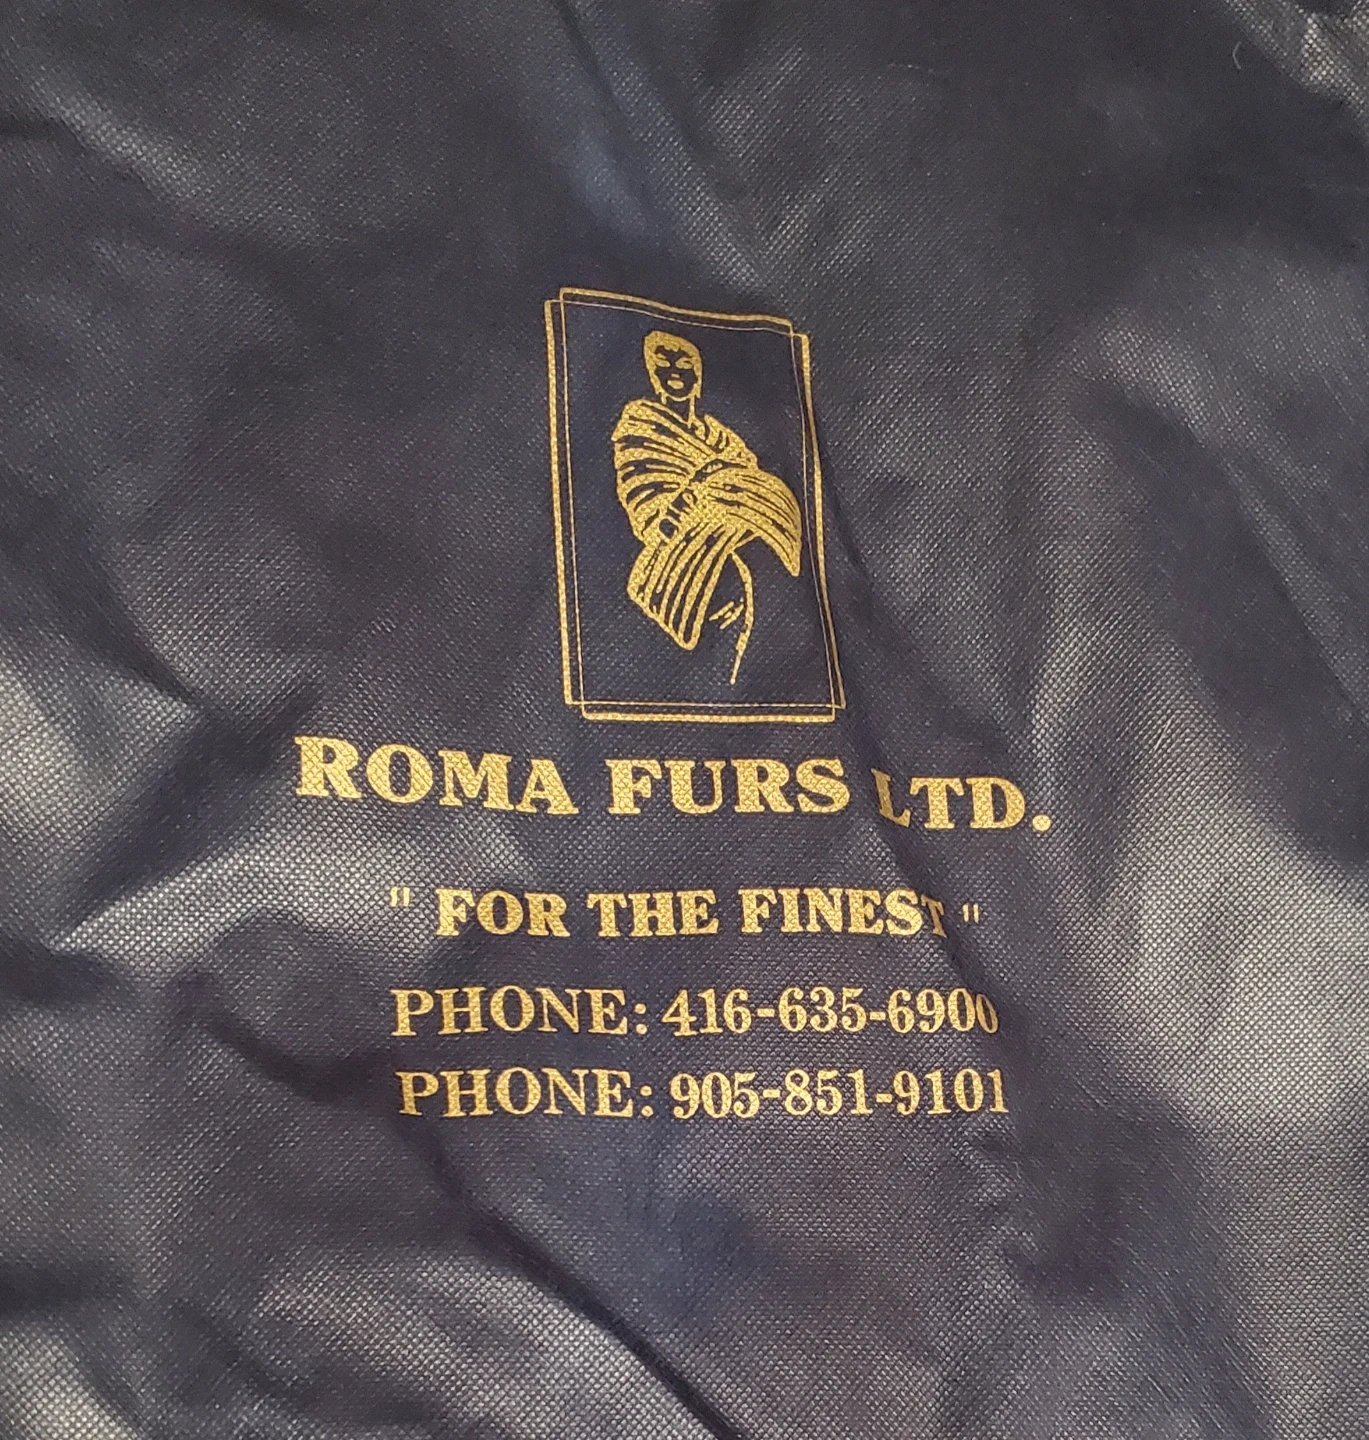 ROMA FURS LTD.
" FOR THE FINEST "
PHONE: 416-635-6900
PHONE: 905-851-9101